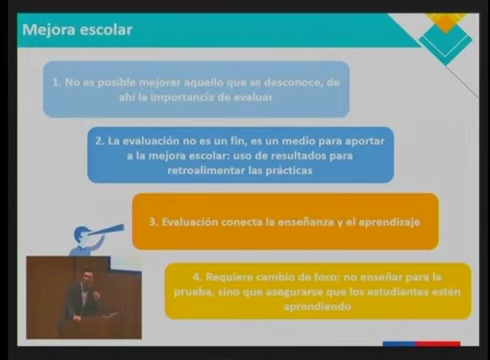 Mejora escolar
1. No es posible mejorar aquello que se desconoce, de
ahí la importancia de evaluar
2. La evaluación no es un fin, es un medio para aportar
a la mejora escolar: uso de resultados para
retroalimentar las prácticas
3. Evaluación conecta la enseñanza y el aprendizaje
4. Requiere cambio de foco: no enseñar para la
prueba, sino que asegurarse que los estudiantes estén
aprendiendo